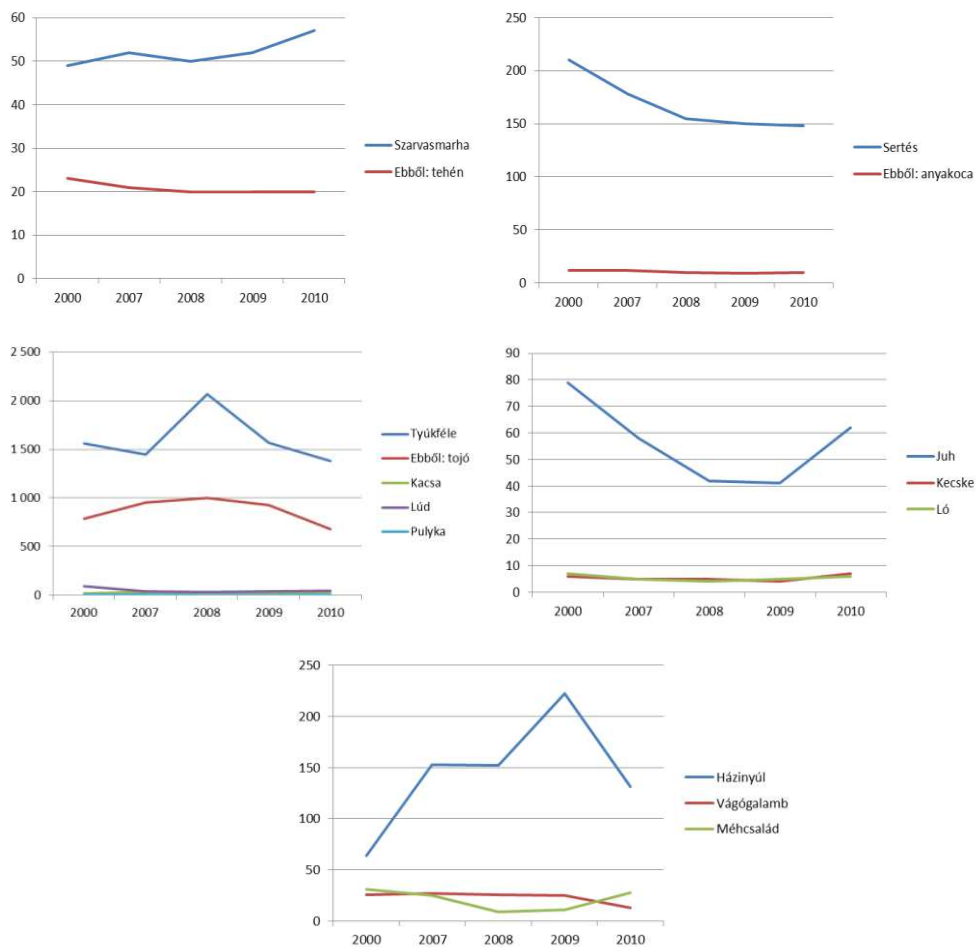 60
50
40
30
20
10
0
2000 2007 2008 2009 2010
Szarvasmarha
Ebből: tehén
250
200
150
100
50
0
2000 2007 2008 2009 2010
Sertés
Ebből: anyakoca
2 500
2 000
1 500
1 000
500
0
2000 2007 2008 2009 2010
Tyúkféle
Ebből: tojó
Kacsa
Lúd
Pulyka
90
80
70
60
50
40
30
20
10
0
2000 2007 2008 2009 2010
Juh
Kecske
Ló
250
200
150
100
50
0
2000 2007 2008 2009 2010
Házinyúl
Vágógalamb
Méhcsalád